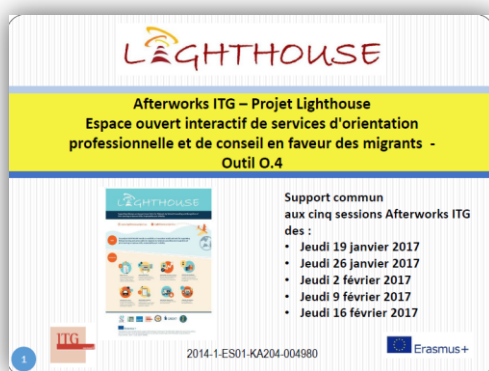 LIGHTHOUSE
Afterworks ITG – Projet Lighthouse
Espace ouvert interactif de services d'orientation
professionnelle et de conseil en faveur des migrants -
Outil O.4
LIGHTHOUSE
Support commun
aux cinq sessions Afterworks ITG
des :
• Jeudi 19 janvier 2017
• Jeudi 26 janvier 2017
• Jeudi 2 février 2017
• Jeudi 9 février 2017
• Jeudi 16 février 2017
1
ITG
2014-1-ES01-KA204-004980
Erasmus+